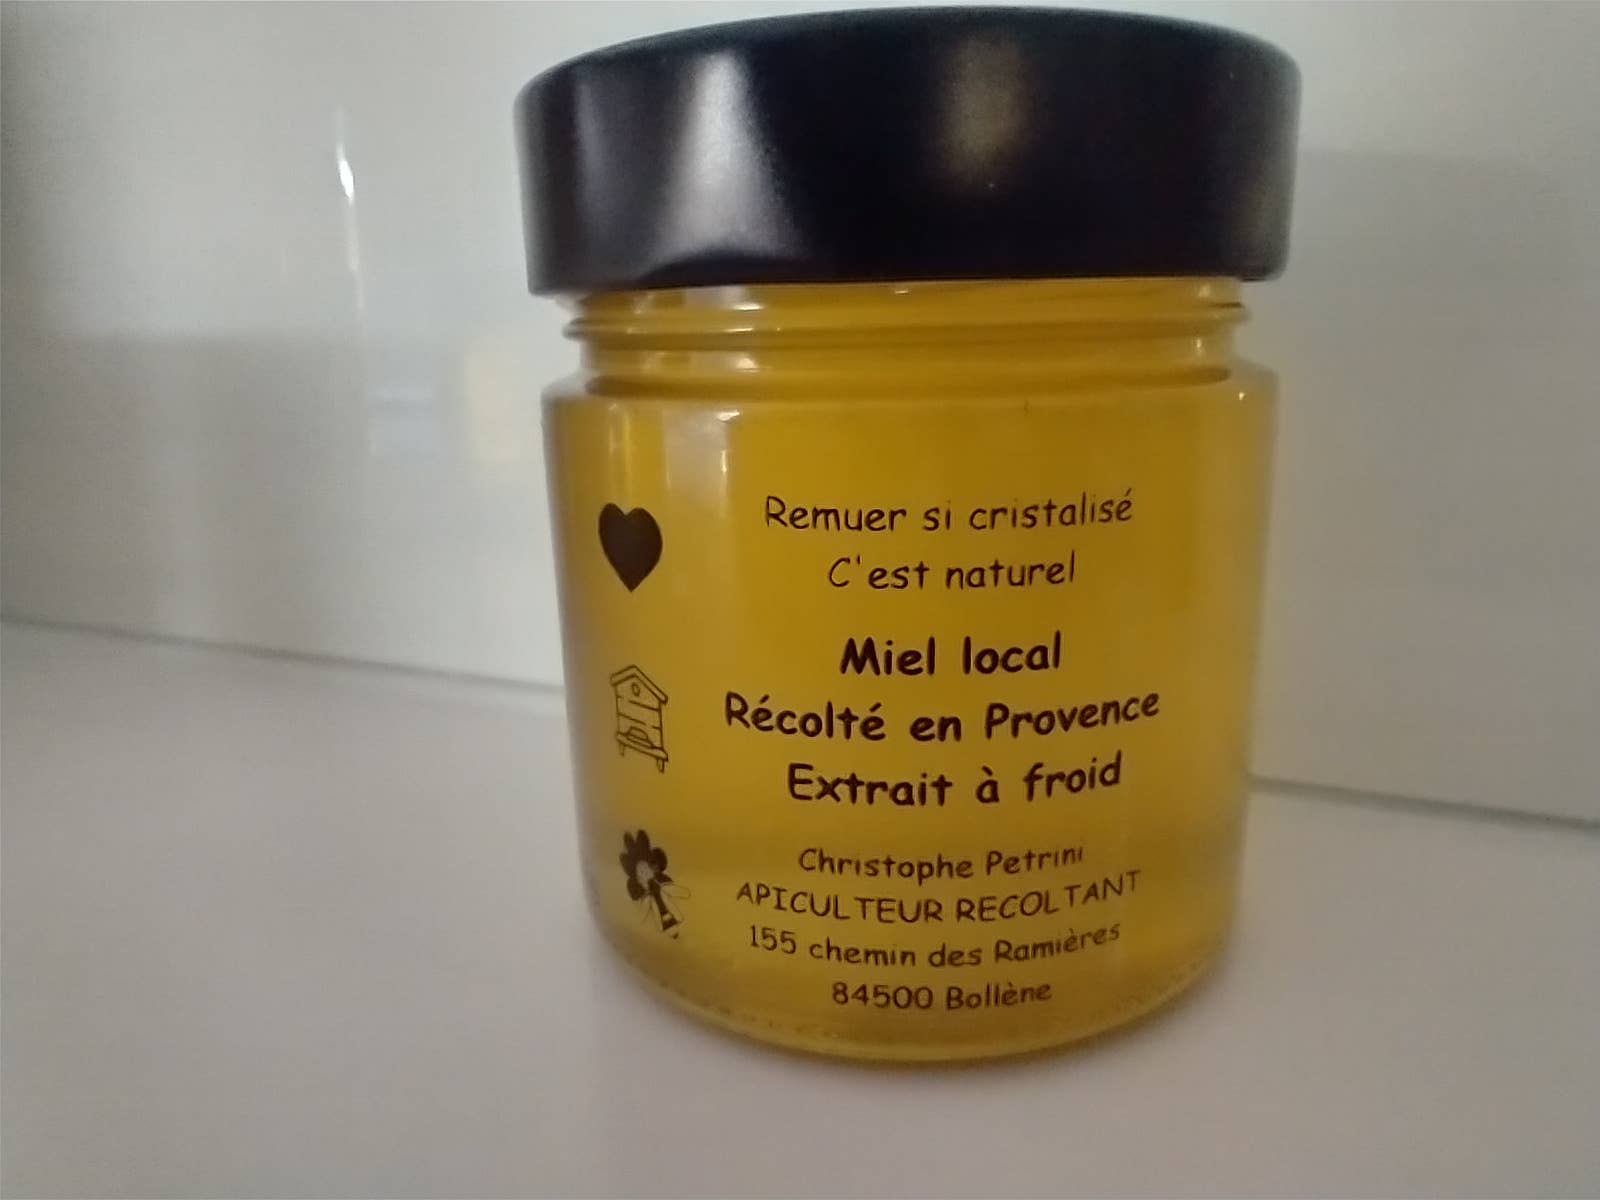 Remuer si cristalisé
C'est naturel
Miel local
Récolté en Provence
Extrait à froid
Christophe Petrini
APICULTEUR RECOLTANT
155 chemin des Ramières
84500 Bollène